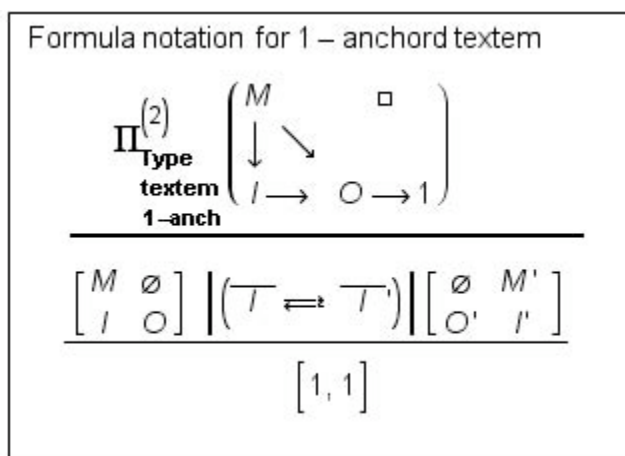 Formula notation for 1 – anchord textem
∐(2) Type textem 1–anch
M □
↓ ↘
I → O → 1
[M ∅ I O] | (I ⇌ I') | [∅ M' O' I']
[1, 1]